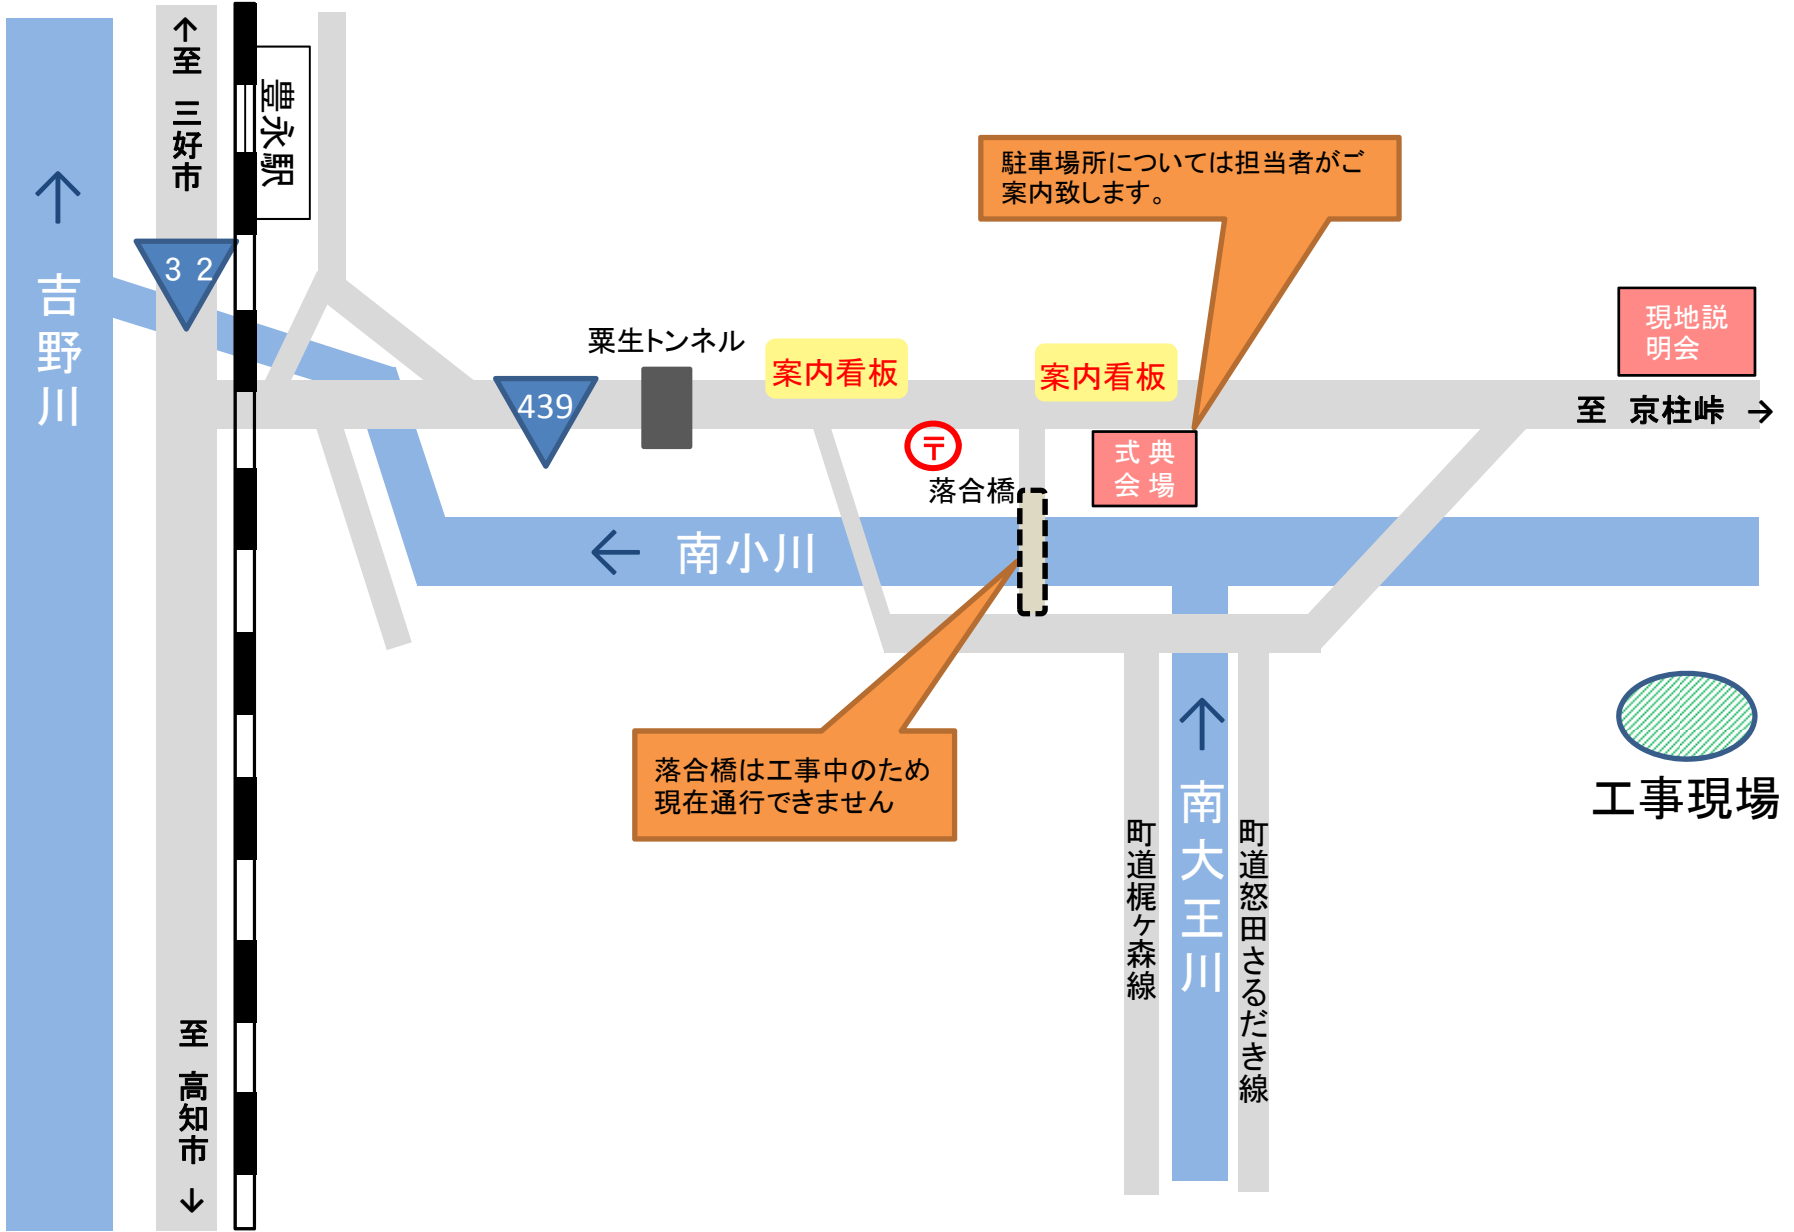 ↑至 三好市
豊永駅
吉野川
32
駐車場所については担当者がご
案内致します。
現地説
明会
粟生トンネル
案内看板
案内看板
439
至 京柱峠 →
〒
式典
会場
落合橋
← 南小川
落合橋は工事中のため
現在通行できません
工事現場
南大王川
町道梶ケ森線
町道怒田さるだき線
至 高知市 ↓